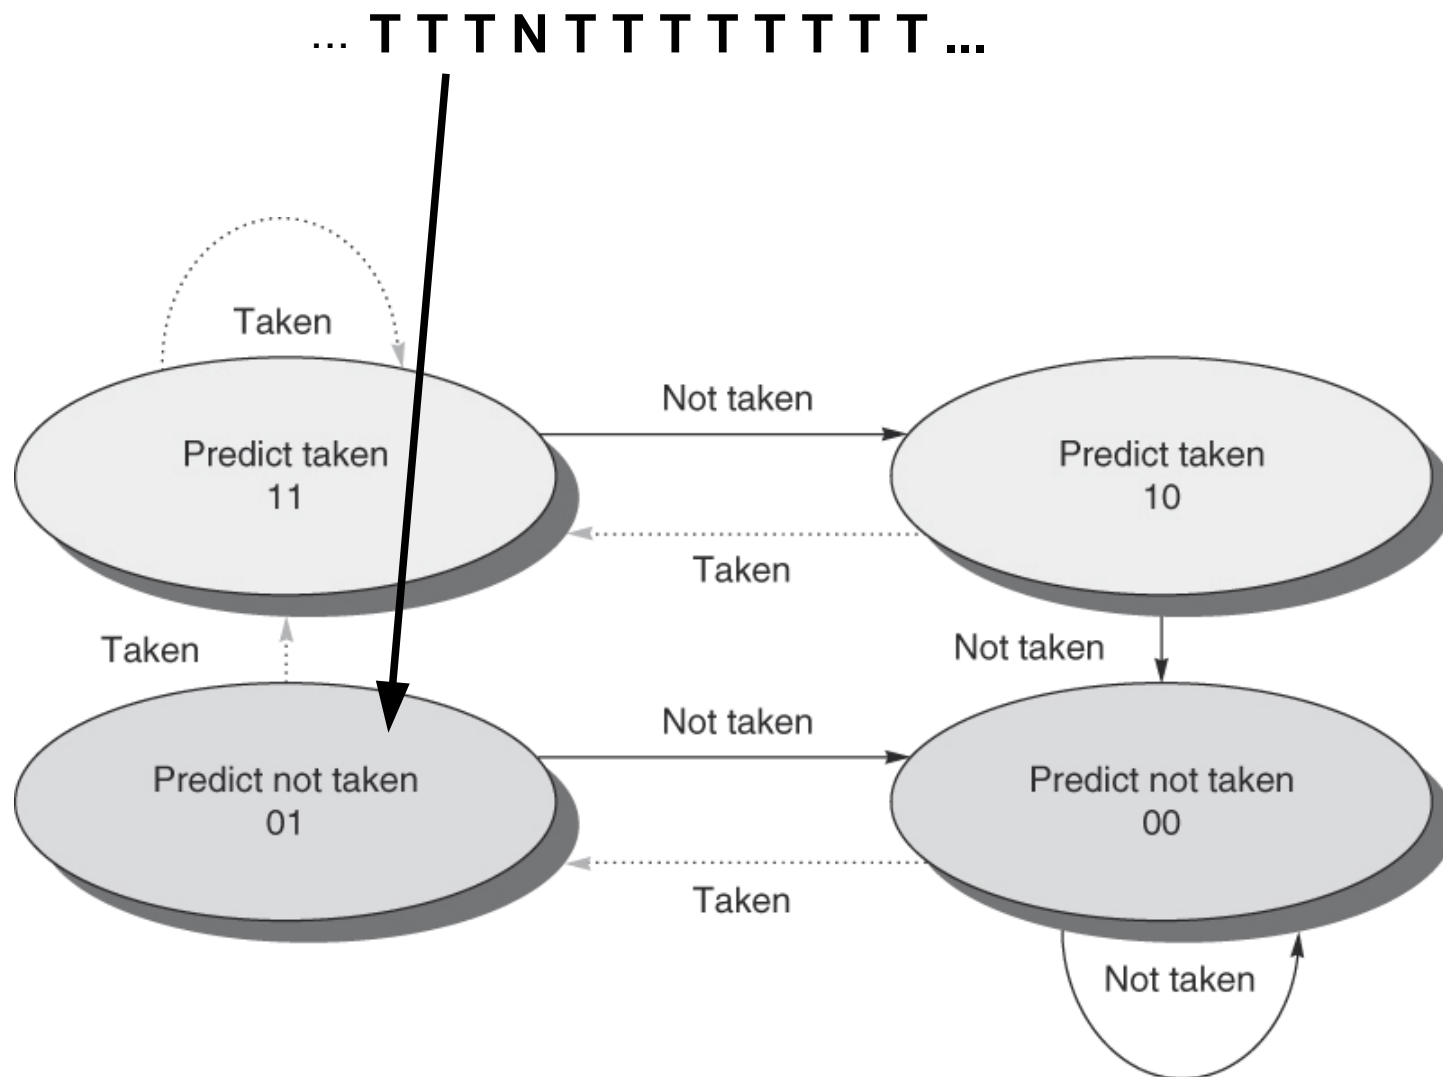 ... T T T N T T T T T T T T ...
Taken
Not taken
Predict taken
11
Predict taken
10
Taken
Taken
Not taken
Not taken
Predict not taken
01
Predict not taken
00
Taken
Not taken